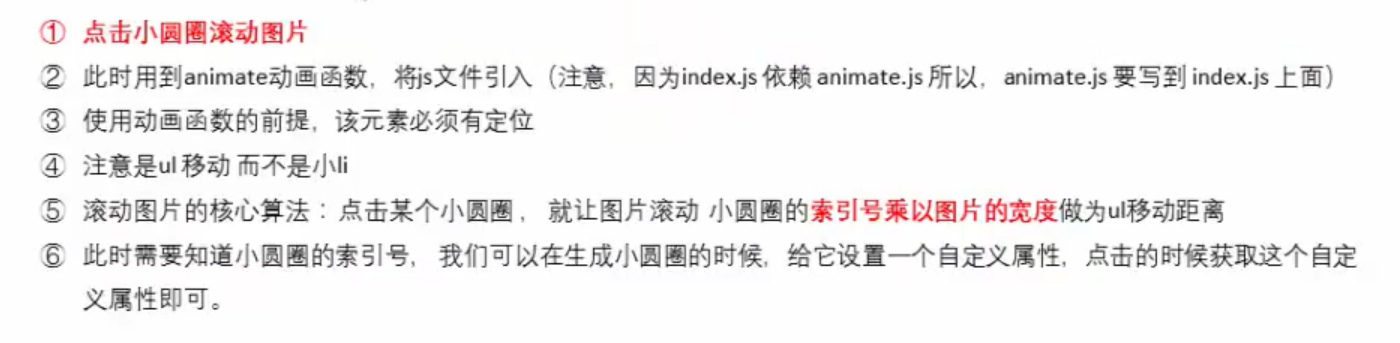 ① 点击小圆圈滚动图片
② 此时用到animate动画函数，将js文件引入（注意，因为index.js 依赖 animate.js 所以，animate.js 要写到 index.js 上面）
③ 使用动画函数的前提，该元素必须有定位
④ 注意是ul 移动 而不是小li
⑤ 滚动图片的核心算法： 点击某个小圆圈 ， 就让图片滚动 小圆圈的索引号乘以图片的宽度做为ul移动距离
⑥ 此时需要知道小圆圈的索引号， 我们可以在生成小圆圈的时候，给它设置一个自定义属性，点击的时候获取这个自定
义属性即可。